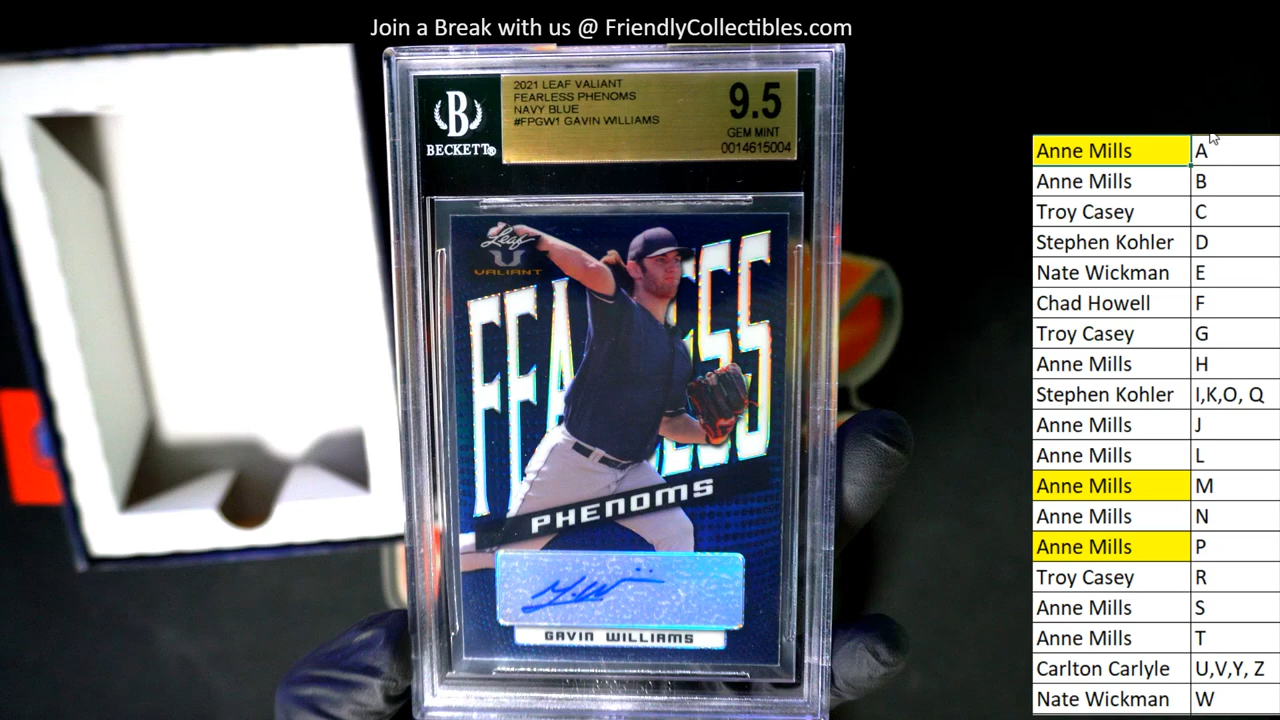 Join a Break with us @ FriendlyCollectibles.com
2021 LEAF VALIANT
FEARLESS PHENOMS
NAVY BLUE
#FPGW1 GAVIN WILLIAMS
9.5
GEM MINT
0014615004
B
BECKETT®
Leaf
VALIANT
FEARLESS
PHENOMS
GAVIN WILLIAMS
Anne Mills A
Anne Mills B
Troy Casey C
Stephen Kohler D
Nate Wickman E
Chad Howell F
Troy Casey G
Anne Mills H
Stephen Kohler I,K,O, Q
Anne Mills J
Anne Mills L
Anne Mills M
Anne Mills N
Anne Mills P
Troy Casey R
Anne Mills S
Anne Mills T
Carlton Carlyle U,V,Y, Z
Nate Wickman W